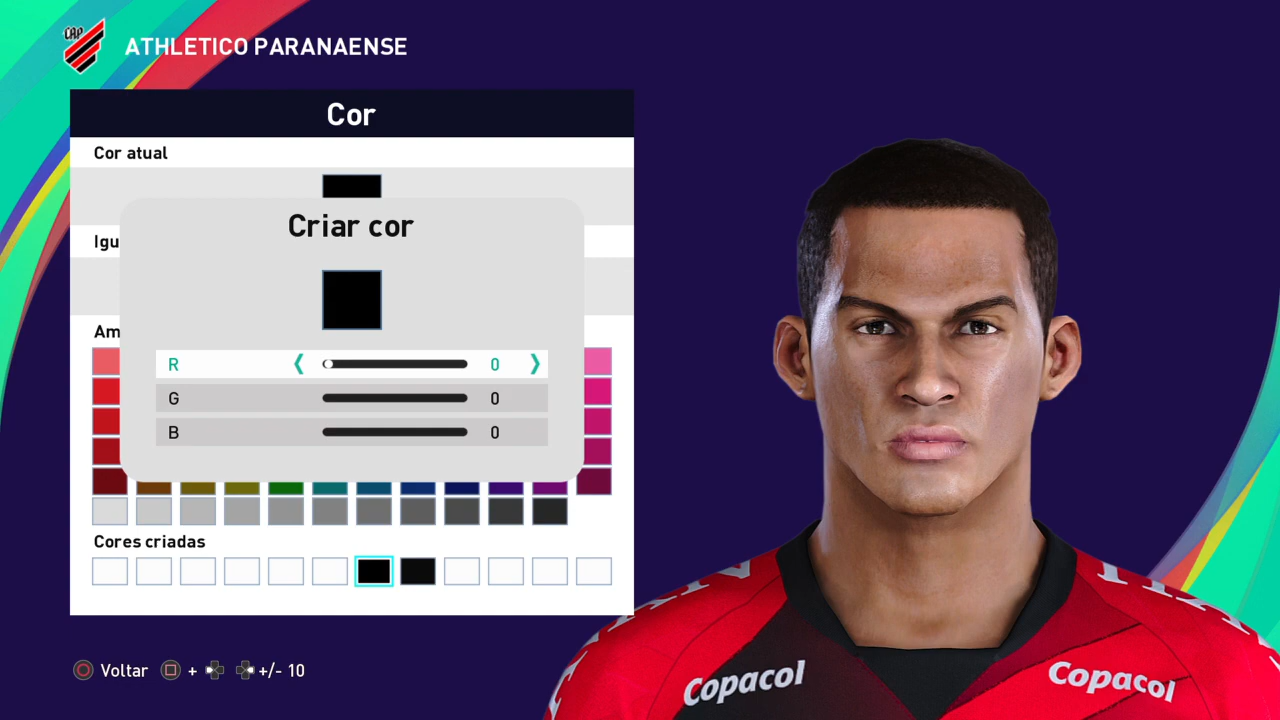 CAP
ATHLETICO PARANAENSE
Cor
Cor atual
Criar cor
Igu
Am
R 0
G 0
B 0
Cores criadas
Voltar + +/- 10
Copacol
Copacol